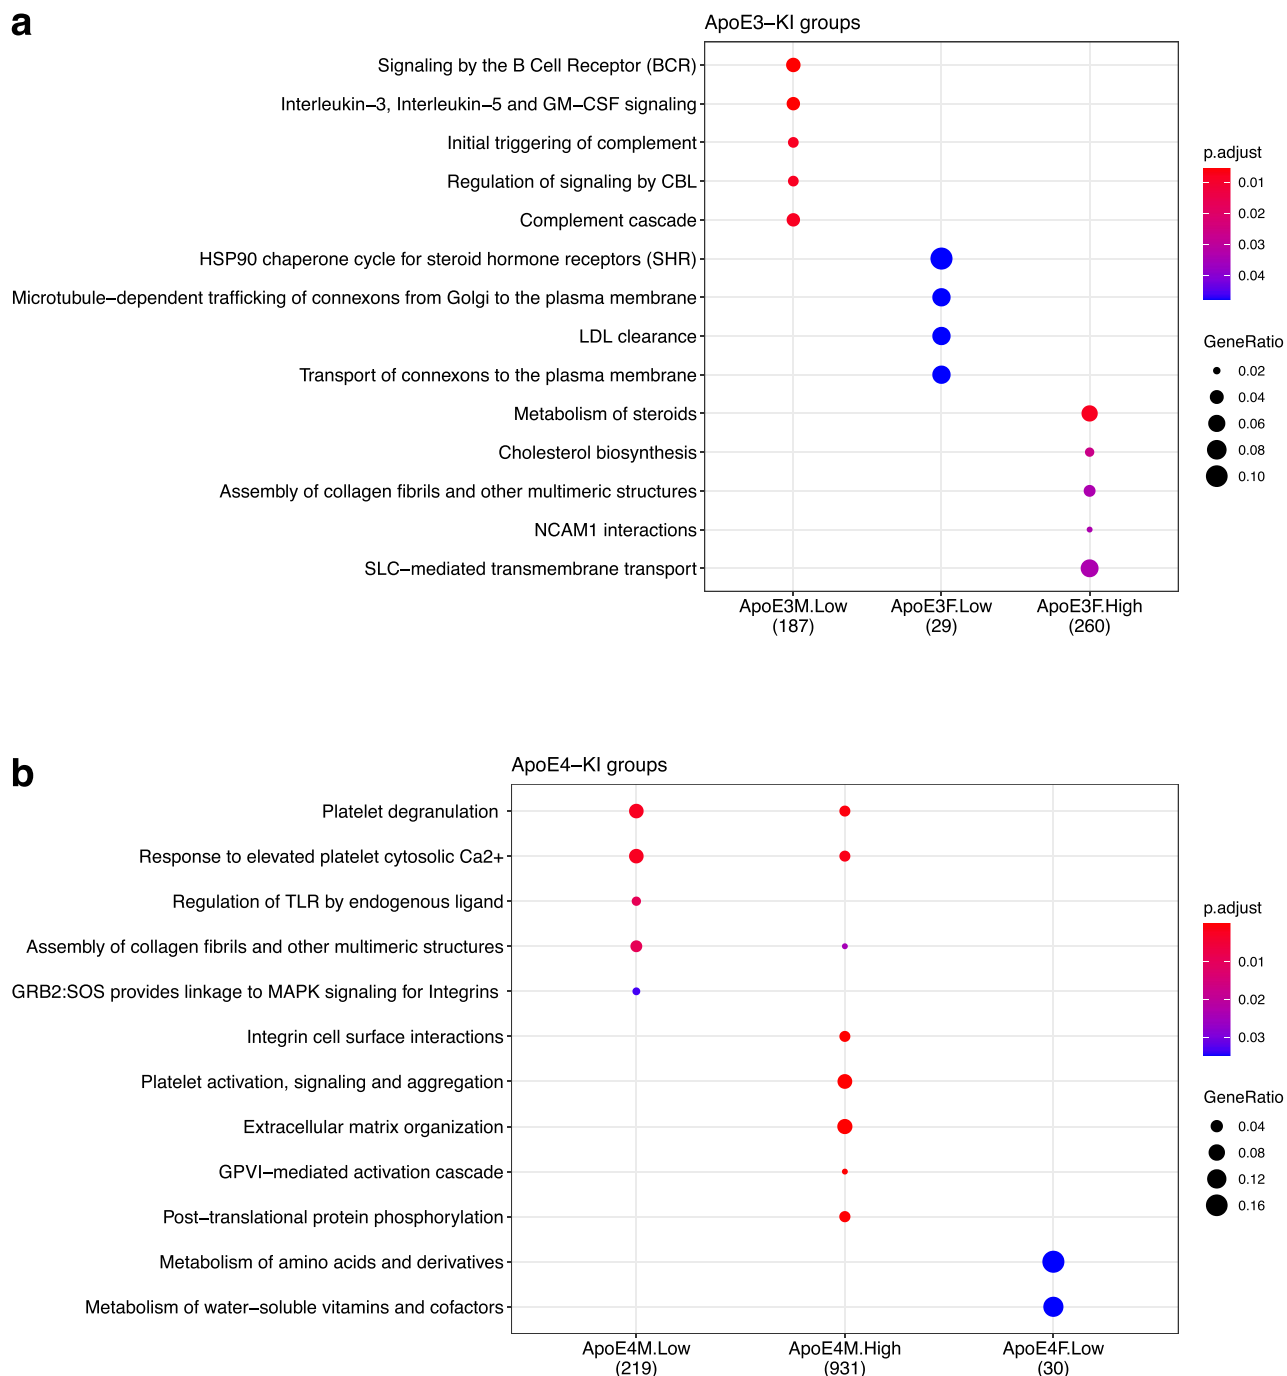 a
ApoE3−KI groups
Signaling by the B Cell Receptor (BCR)
Interleukin−3, Interleukin−5 and GM−CSF signaling
Initial triggering of complement
Regulation of signaling by CBL
Complement cascade
HSP90 chaperone cycle for steroid hormone receptors (SHR)
Microtubule−dependent trafficking of connexons from Golgi to the plasma membrane
LDL clearance
Transport of connexons to the plasma membrane
Metabolism of steroids
Cholesterol biosynthesis
Assembly of collagen fibrils and other multimeric structures
NCAM1 interactions
SLC−mediated transmembrane transport
ApoE3M.Low
(187)
ApoE3F.Low
(29)
ApoE3F.High
(260)
p.adjust
0.01
0.02
0.03
0.04
GeneRatio
0.02
0.04
0.06
0.08
0.10
b
ApoE4−KI groups
Platelet degranulation
Response to elevated platelet cytosolic Ca2+
Regulation of TLR by endogenous ligand
Assembly of collagen fibrils and other multimeric structures
GRB2:SOS provides linkage to MAPK signaling for Integrins
Integrin cell surface interactions
Platelet activation, signaling and aggregation
Extracellular matrix organization
GPVI−mediated activation cascade
Post−translational protein phosphorylation
Metabolism of amino acids and derivatives
Metabolism of water−soluble vitamins and cofactors
ApoE4M.Low
(219)
ApoE4M.High
(931)
ApoE4F.Low
(30)
p.adjust
0.01
0.02
0.03
GeneRatio
0.04
0.08
0.12
0.16